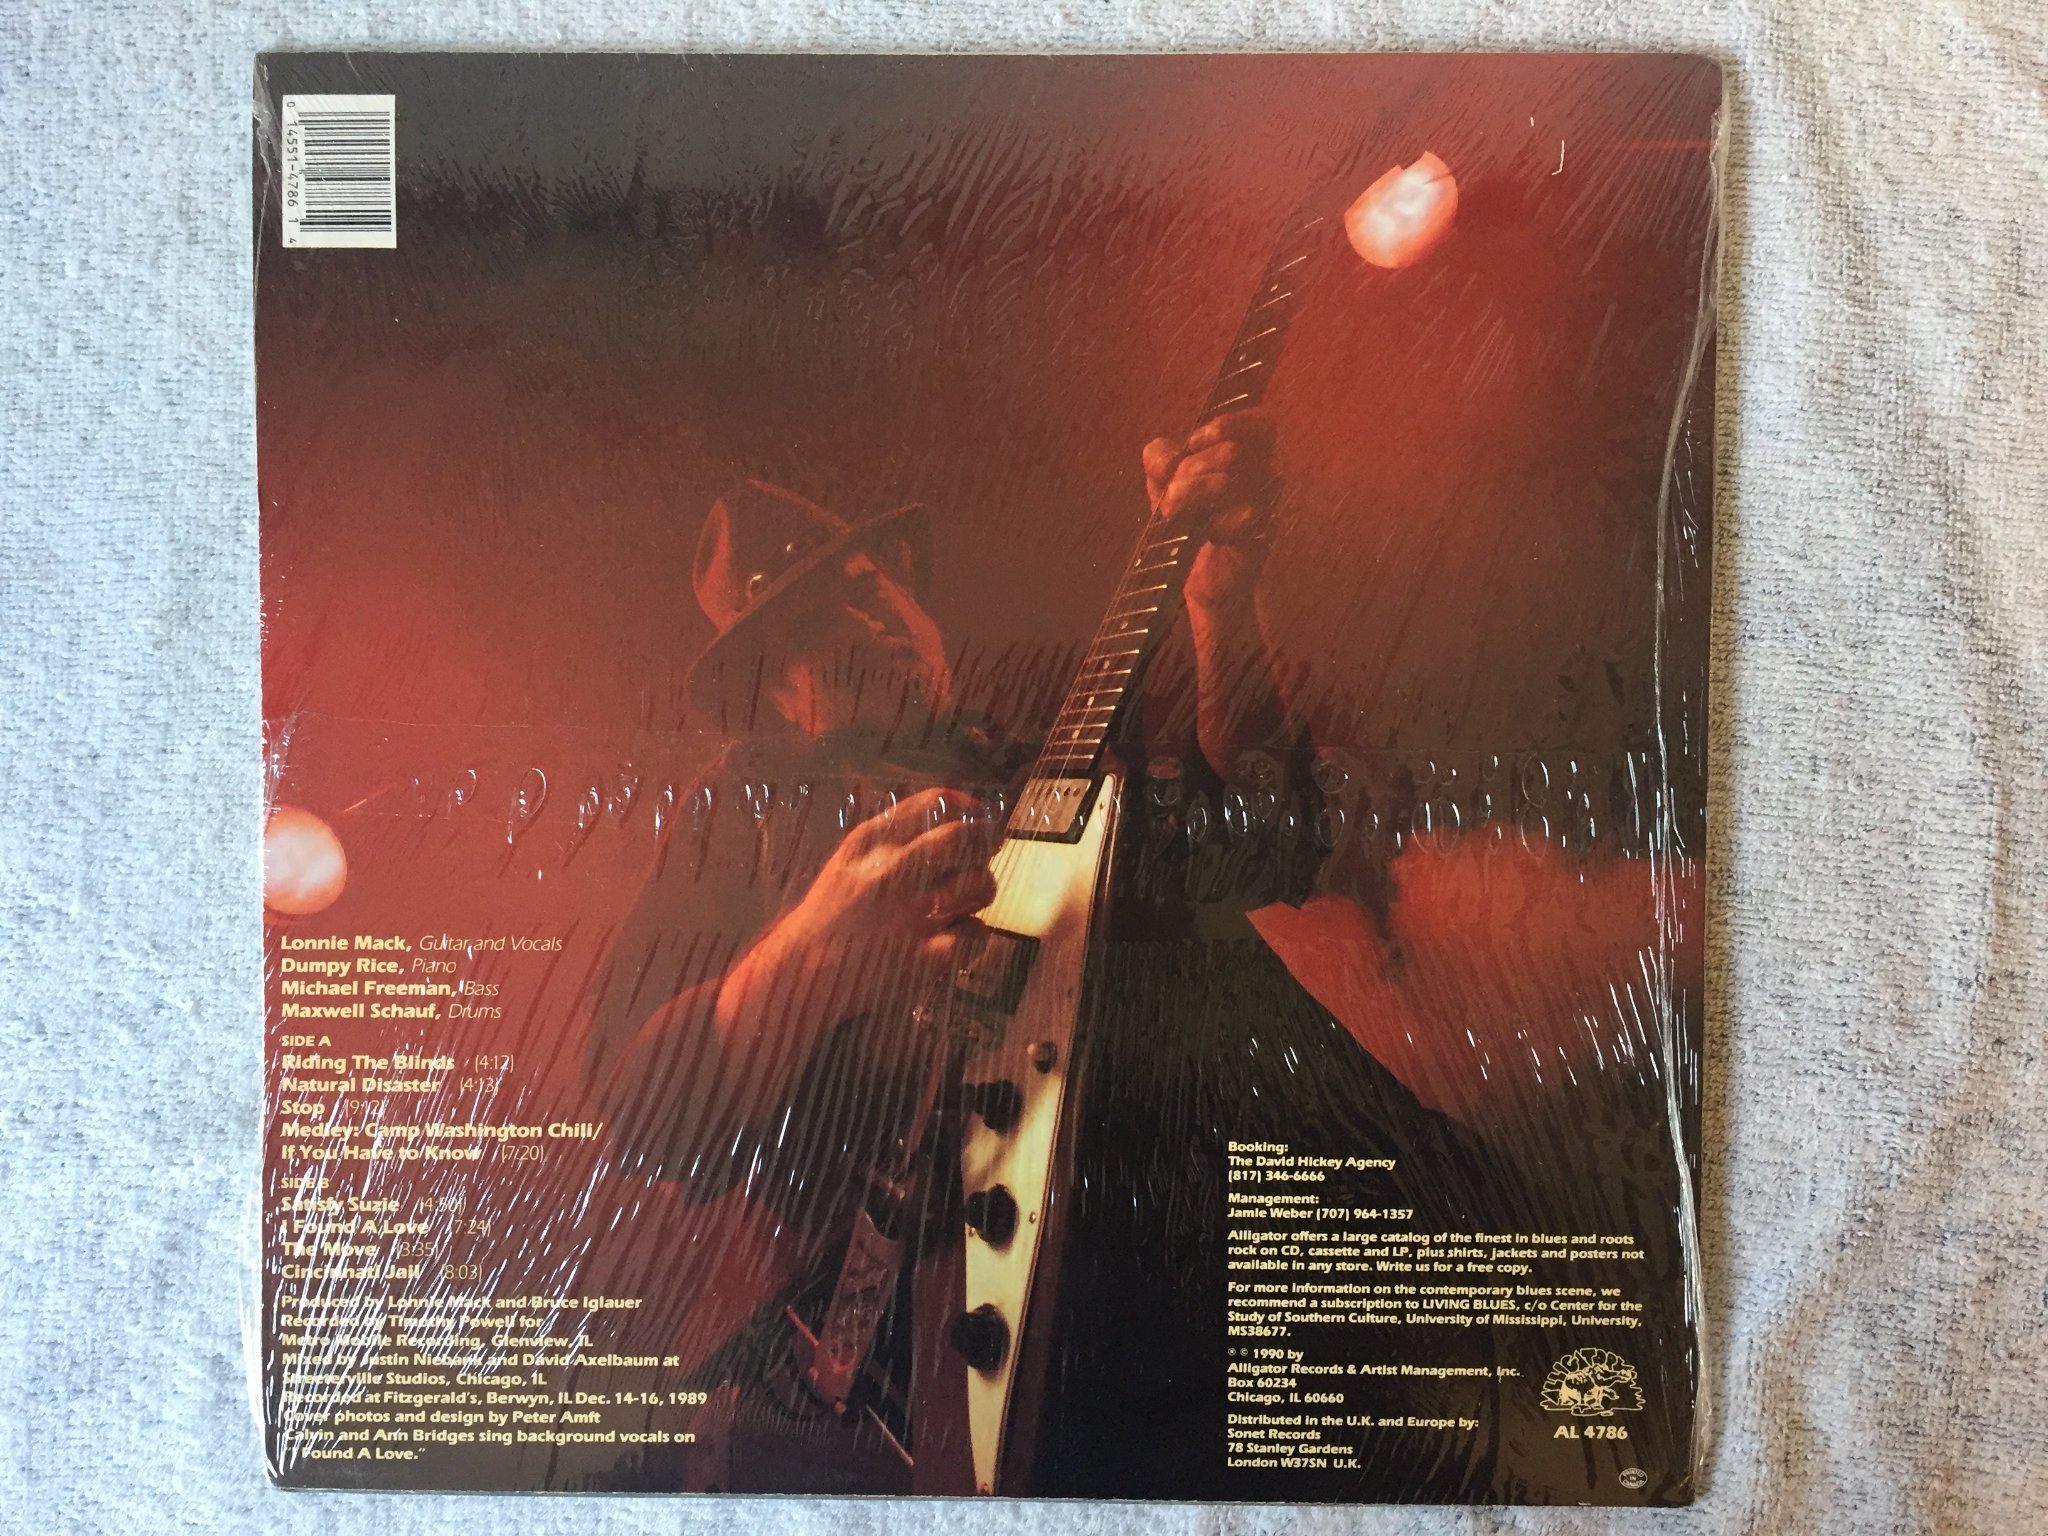 0 14551-4786 1 4
Lonnie Mack, Guitar and Vocals
Dumpy Rice, Piano
Michael Freeman, Bass
Maxwell Schauf, Drums
SIDE A
Riding The Blinds (4:12)
Natural Disaster (4:13)
Stop (9:12)
Medley: Camp Washington Chili/
If You Have to Know (7:20)
SIDE B
Satisfy Suzie (4:50)
I Found A Love (7:24)
The Move (3:35)
Cincinnati Jail (8:03)
Produced by Lonnie Mack and Bruce Iglauer
Recorded by Timothy Powell for
Metro Mobile Recording, Glenview, IL
Mixed by Justin Niebank and David Axelbaum at
Streeterville Studios, Chicago, IL
Recorded at Fitzgerald's, Berwyn, IL Dec. 14-16, 1989
Cover photos and design by Peter Amft
Calvin and Ann Bridges sing background vocals on
"I Found A Love."
Booking:
The David Hickey Agency
(817) 346-6666
Management:
Jamie Weber (707) 964-1357
Alligator offers a large catalog of the finest in blues and roots
rock on CD, cassette and LP, plus shirts, jackets and posters not
available in any store. Write us for a free copy.
For more information on the contemporary blues scene, we
recommend a subscription to LIVING BLUES, c/o Center for the
Study of Southern Culture, University of Mississippi, University,
MS38677.
℗ © 1990 by
Alligator Records & Artist Management, Inc.
Box 60234
Chicago, IL 60660
Distributed in the U.K. and Europe by:
Sonet Records
78 Stanley Gardens
London W37SN U.K.
ALLIGATOR
AL 4786
PRINTED
IN
CANADA